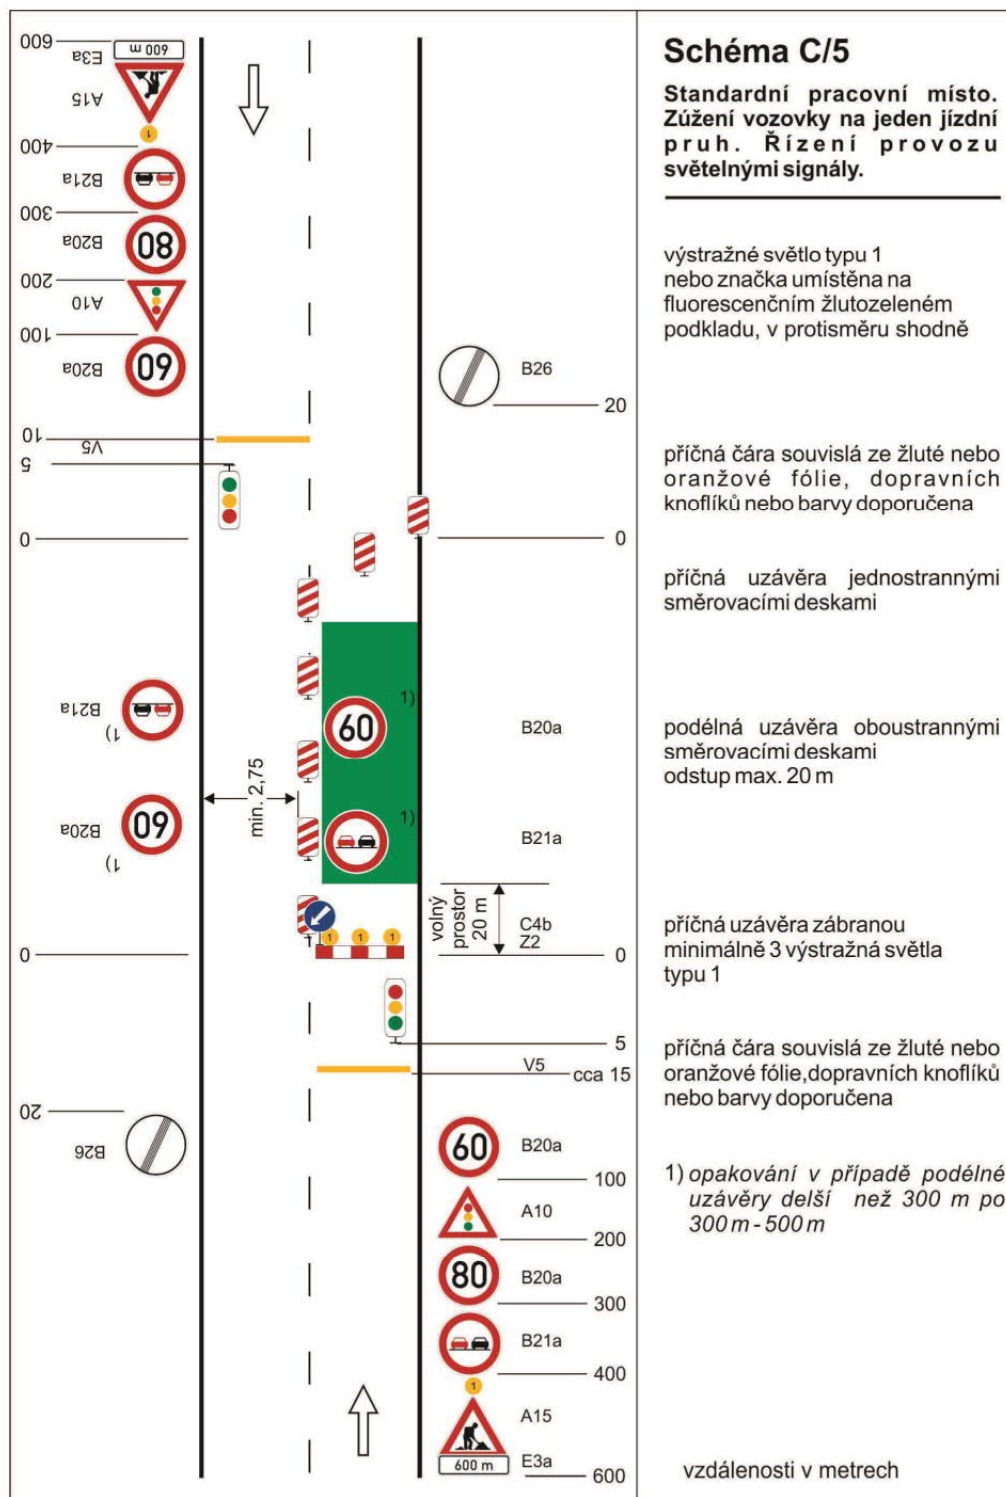 Schéma C/5
Standardní pracovní místo.
Zúžení vozovky na jeden jízdní
pruh. Řízení provozu
světelnými signály.
výstražné světlo typu 1
nebo značka umístěna na
fluorescenčním žlutozeleném
podkladu, v protisměru shodně
příčná čára souvislá ze žluté nebo
oranžové fólie, dopravních
knoflíků nebo barvy doporučena
příčná uzávěra jednostrannými
směrovacími deskami
podélná uzávěra oboustrannými
směrovacími deskami
odstup max. 20 m
příčná uzávěra zábranou
minimálně 3 výstražná světla
typu 1
příčná čára souvislá ze žluté nebo
oranžové fólie,dopravních knoflíků
nebo barvy doporučena
1) opakování v případě podélné
uzávěry delší než 300 m po
300 m - 500 m
vzdálenosti v metrech
600
E3a
600 m
A15
1
400
B21a
300
B20a
80
200
A10
100
B20a
60
10
V5
5
0
B21a
1)
B20a
60
1)
0
20
B26
B26
20
0
1)
60
B20a
1)
B21a
min. 2,75
volný
prostor
20 m
C4b
Z2
1 1 1
0
5
V5
cca 15
60
B20a
100
A10
200
80
B20a
300
B21a
400
1
A15
600 m
E3a
600